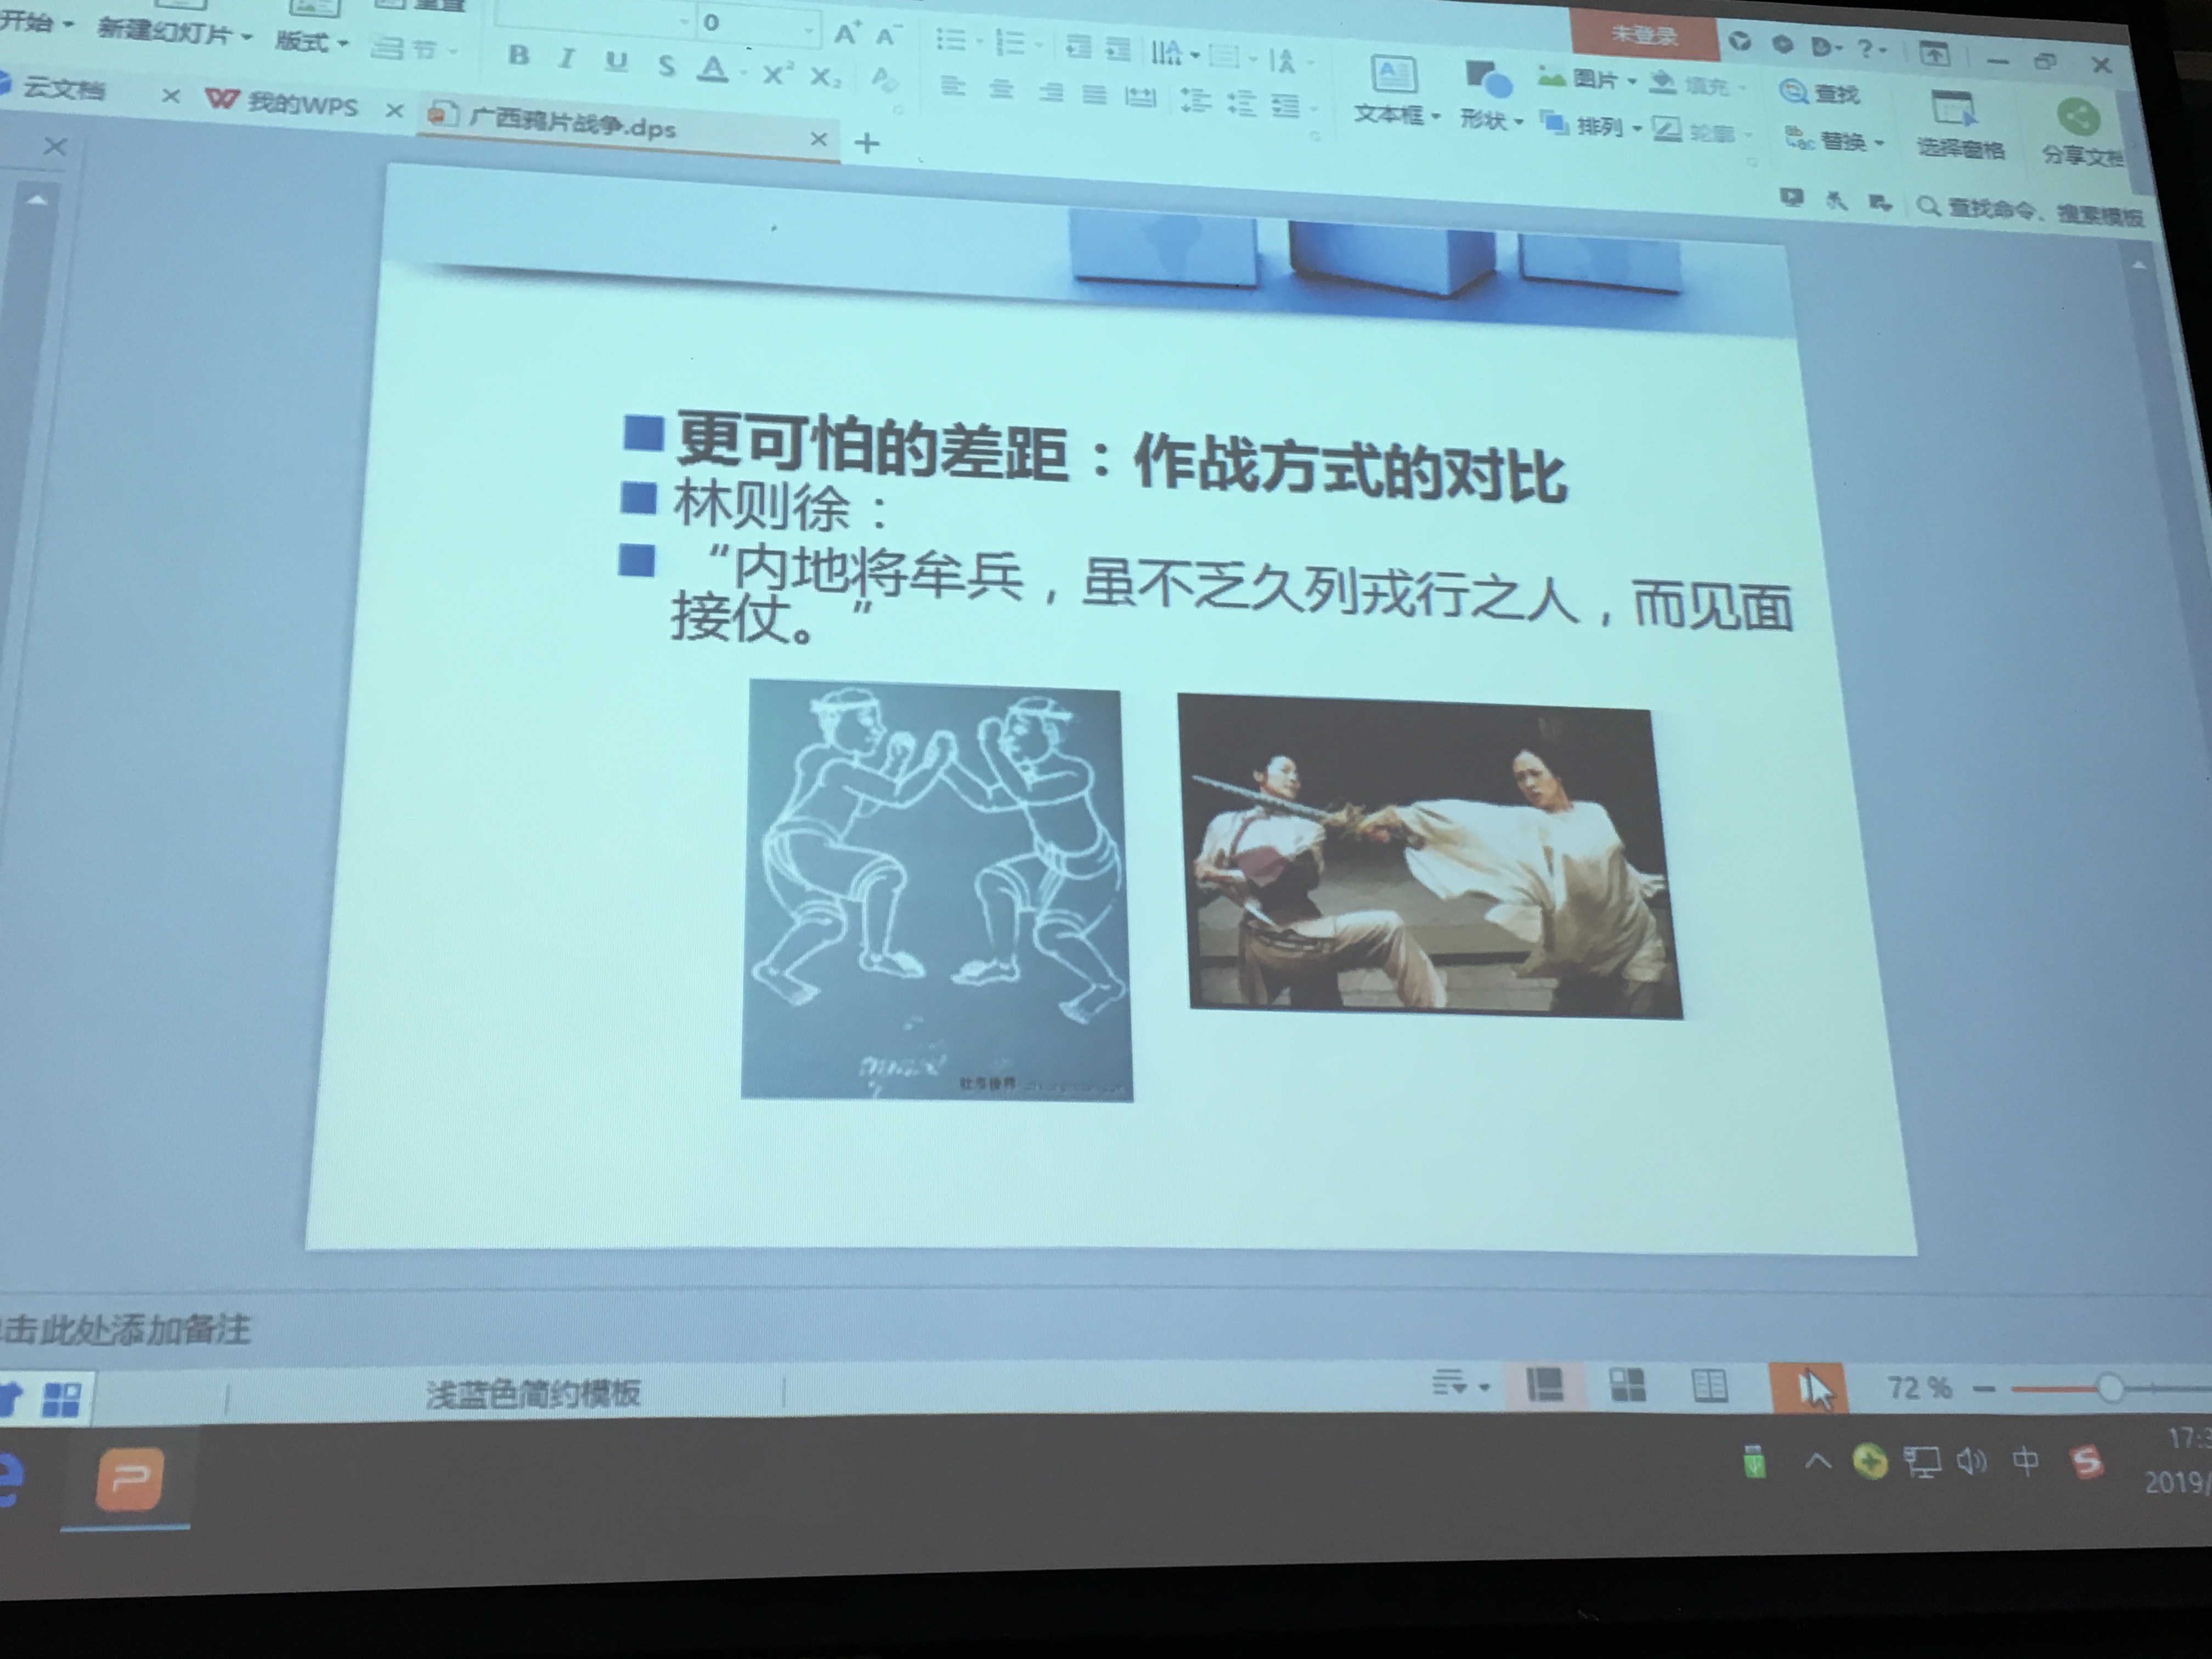 开始
新建幻灯片
版式
节
重置
0
B I U S A X² X₂
文本框
形状
图片
填充
排列
轮廓
未登录
查找
替换
选择窗格
分享文档
云文档
我的WPS
广西鸦片战争.dps
查找命令、搜索模板
更可怕的差距：作战方式的对比
林则徐：
“内地将牟兵，虽不乏久列戎行之人，而见面
接仗。”
击此处添加备注
浅蓝色简约模板
72 %
中
17:3
2019/